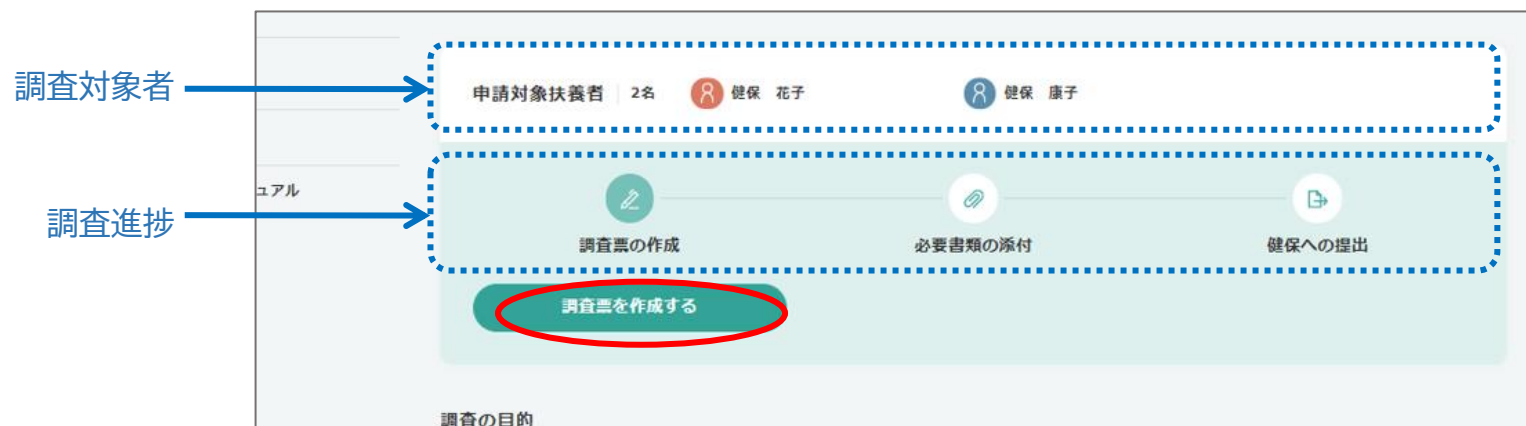 調査対象者
申請対象扶養者 2名 健保 花子 健保 康子
ュアル
調査進捗
調査票の作成 必要書類の添付 健保への提出
調査票を作成する
調査の目的